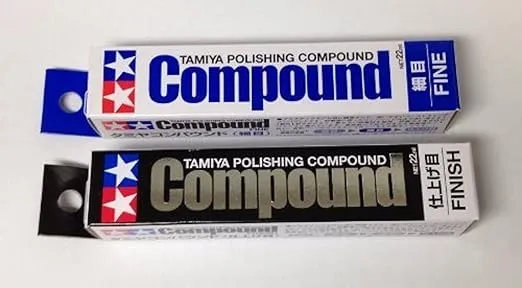 TAMIYA POLISHING COMPOUND
Compound
NET 22ml
細目
FINE
タミヤコンパウンド(細目)
TAMIYA POLISHING COMPOUND
Compound
NET 22ml
仕上げ目
FINISH